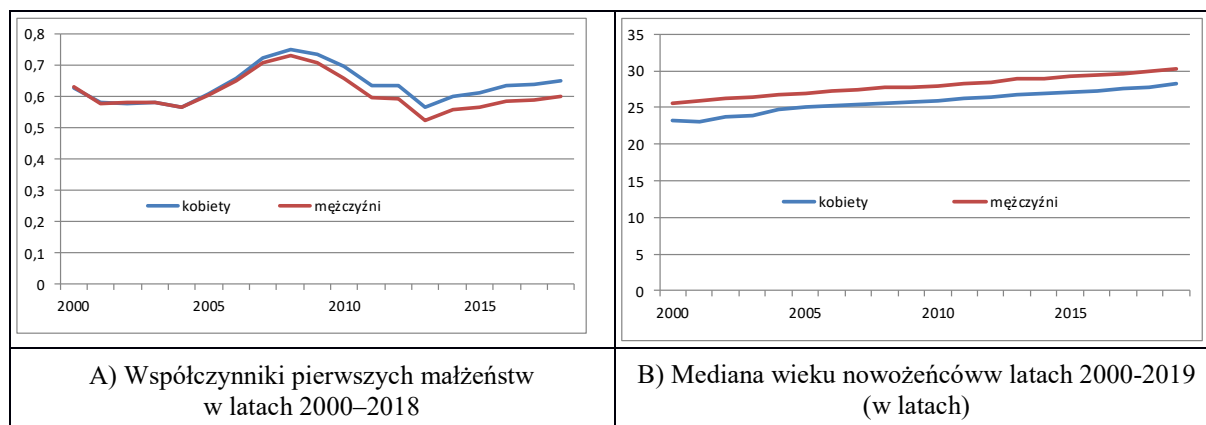 0,8
0,7
0,6
0,5
0,4
0,3
0,2
0,1
0
kobiety mężczyźni
2000 2005 2010 2015
A) Współczynniki pierwszych małżeństw
w latach 2000–2018
35
30
25
20
15
10
5
0
kobiety mężczyźni
2000 2005 2010 2015
B) Mediana wieku nowożeńcóww latach 2000-2019
(w latach)